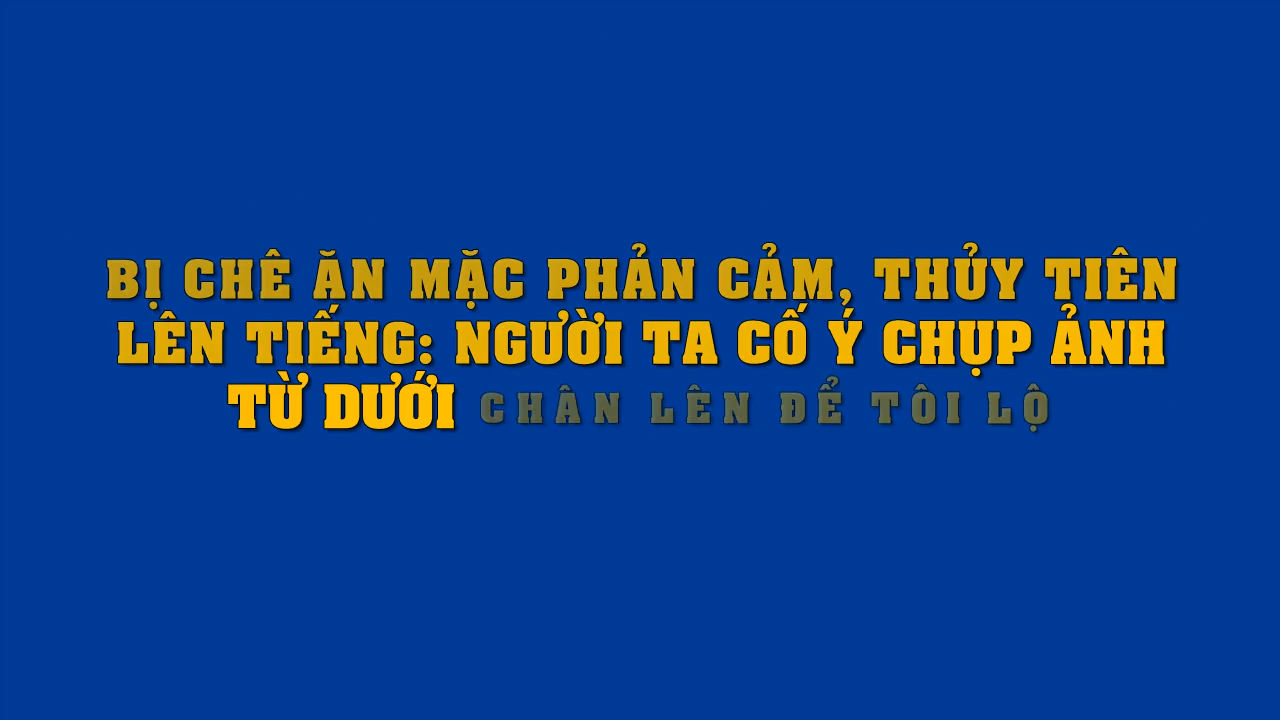 BỊ CHÊ ĂN MẶC PHẢN CẢM, THỦY TIÊN
LÊN TIẾNG: NGƯỜI TA CỐ Ý CHỤP ẢNH
TỪ DƯỚI CHÂN LÊN ĐỂ TÔI LỘ